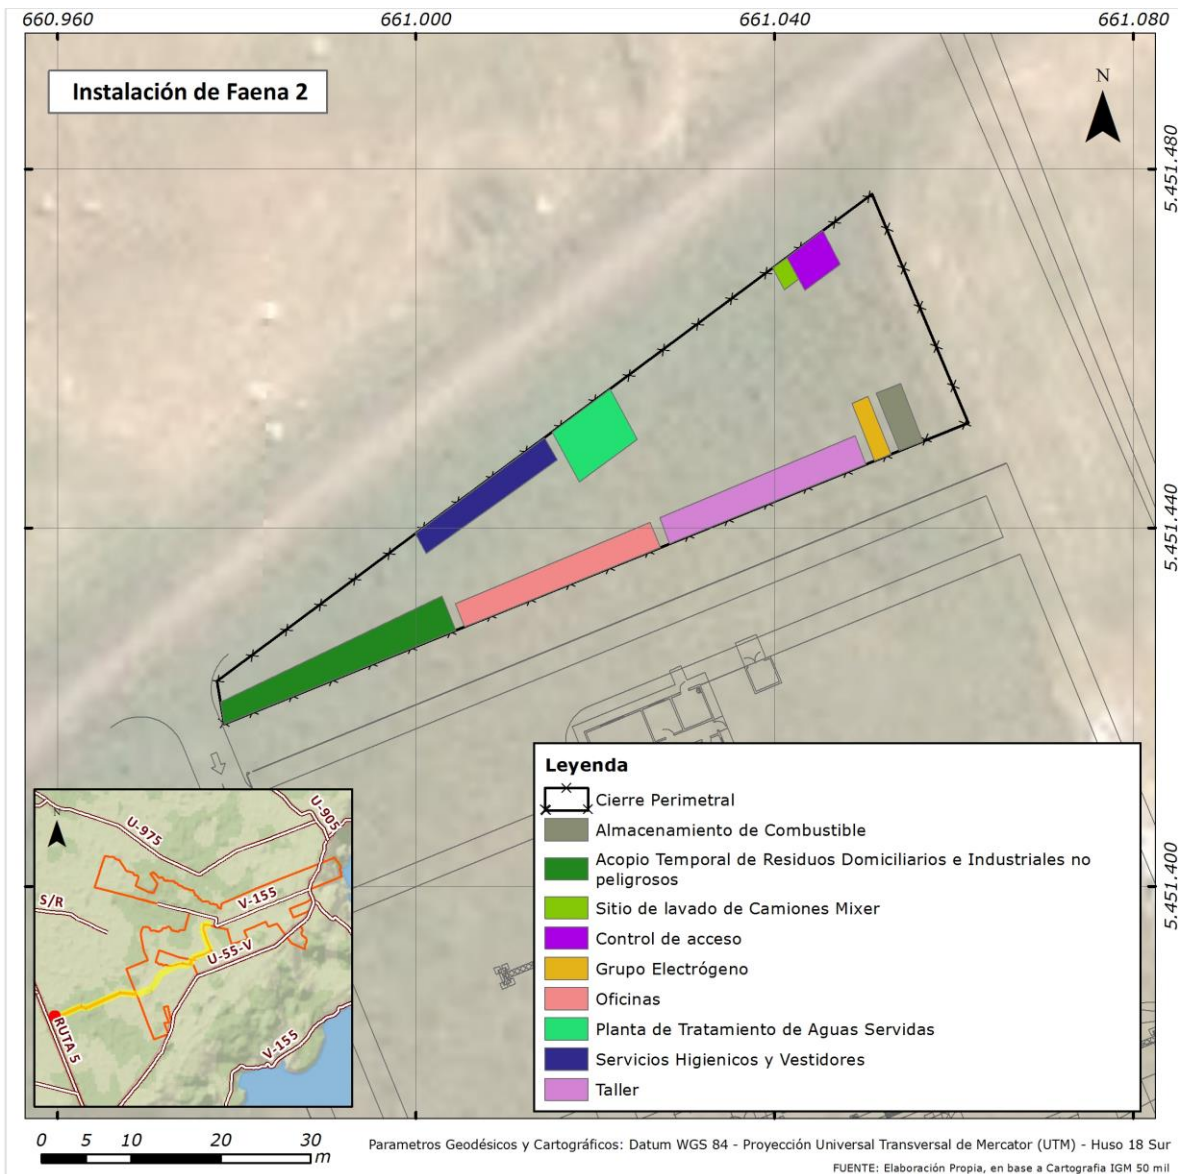 660.960
661.000
661.040
661.080
Instalación de Faena 2
N
5.451.480
5.451.440
5.451.400
Leyenda
Cierre Perimetral
Almacenamiento de Combustible
Acopio Temporal de Residuos Domiciliarios e Industriales no
peligrosos
Sitio de lavado de Camiones Mixer
Control de acceso
Grupo Electrógeno
Oficinas
Planta de Tratamiento de Aguas Servidas
Servicios Higienicos y Vestidores
Taller
N
U-975
U-905
S/R
V-155
U-55-V
RUTA 5
V-155
0 5 10 20 30
m
Parametros Geodésicos y Cartográficos: Datum WGS 84 - Proyección Universal Transversal de Mercator (UTM) - Huso 18 Sur
FUENTE: Elaboración Propia, en base a Cartografia IGM 50 mil